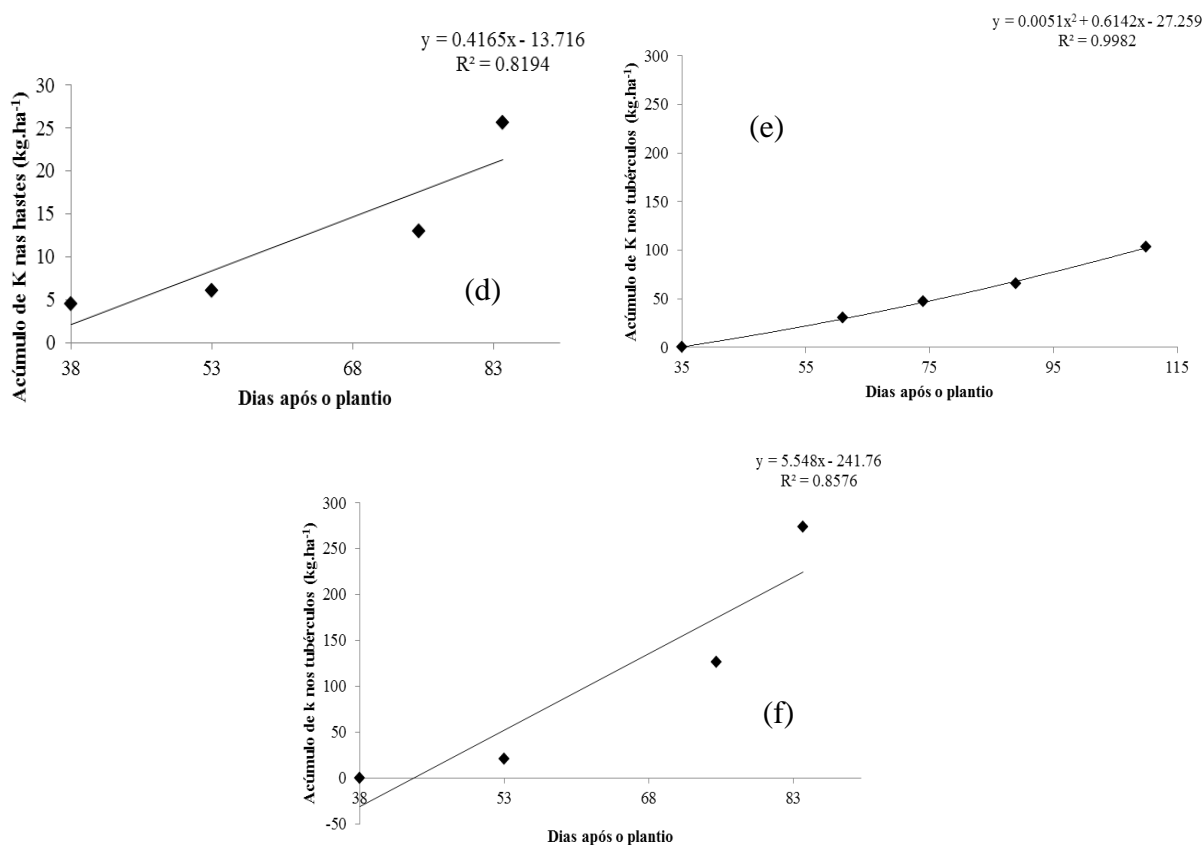 y = 0.4165x - 13.716
R² = 0.8194
Acúmulo de K nas hastes (kg.ha⁻¹)
30
25
20
15
10
5
0
(d)
38 53 68 83
Dias após o plantio
y = 0.0051x² + 0.6142x - 27.259
R² = 0.9982
Acúmulo de K nos tubérculos (kg.ha⁻¹)
300
250
200
150
100
50
0
(e)
35 55 75 95 115
Dias após o plantio
y = 5.548x - 241.76
R² = 0.8576
Acúmulo de k nos tubérculos (kg.ha⁻¹)
300
250
200
150
100
50
0
-50
(f)
38 53 68 83
Dias após o plantio